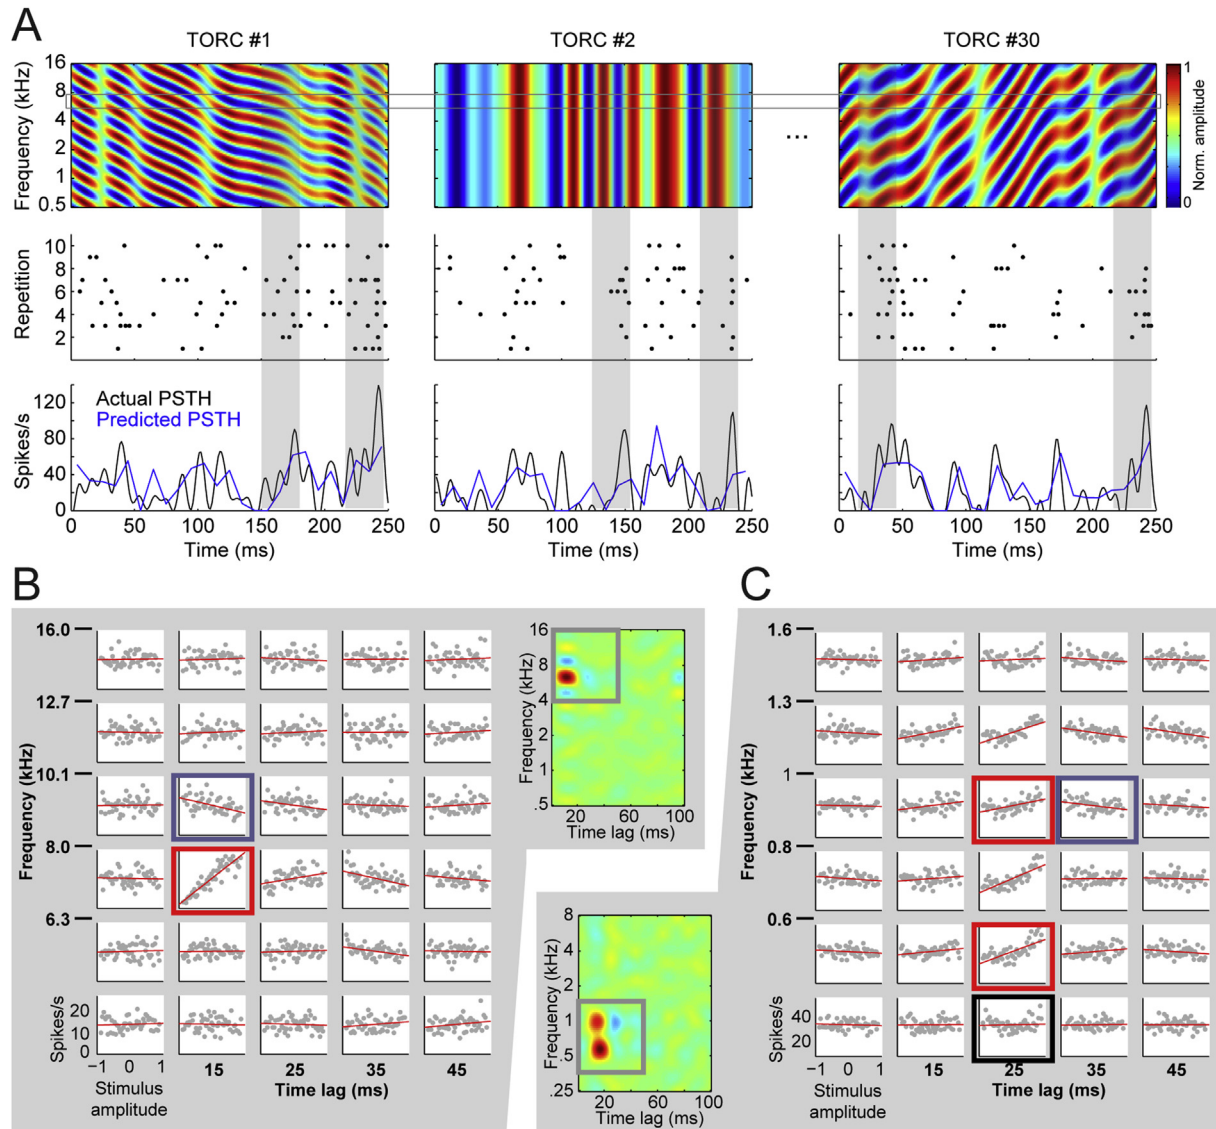 A
TORC #1
TORC #2
TORC #30
Frequency (kHz)
16
8
4
2
1
0.5
...
1
0
Norm. amplitude
Repetition
10
8
6
4
2
Spikes/s
120
80
40
0
Actual PSTH
Predicted PSTH
0 50 100 150 200 250
Time (ms)
0 50 100 150 200 250
Time (ms)
0 50 100 150 200 250
Time (ms)
B
Frequency (kHz)
16.0
12.7
10.1
8.0
6.3
Spikes/s
20
10
0
−1 0 1
Stimulus
amplitude
15 25 35 45
Time lag (ms)
Frequency (kHz)
16
8
4
2
1
.5
20 60 100
Time lag (ms)
Frequency (kHz)
8
4
2
1
.5
.25
20 60 100
Time lag (ms)
C
Frequency (kHz)
1.6
1.3
1
0.8
0.6
Spikes/s
40
20
−1 0 1
Stimulus
amplitude
15 25 35 45
Time lag (ms)